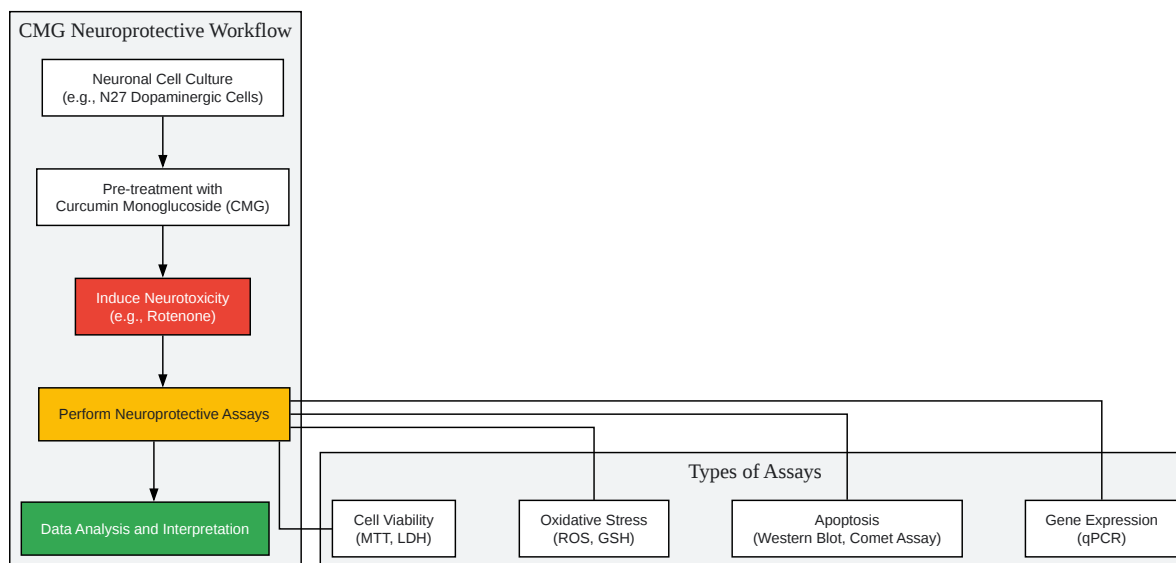 CMG Neuroprotective Workflow
Neuronal Cell Culture
(e.g., N27 Dopaminergic Cells)
Pre-treatment with
Curcumin Monoglucoside (CMG)
Induce Neurotoxicity
(e.g., Rotenone)
Perform Neuroprotective Assays
Data Analysis and Interpretation
Types of Assays
Cell Viability
(MTT, LDH)
Oxidative Stress
(ROS, GSH)
Apoptosis
(Western Blot, Comet Assay)
Gene Expression
(qPCR)